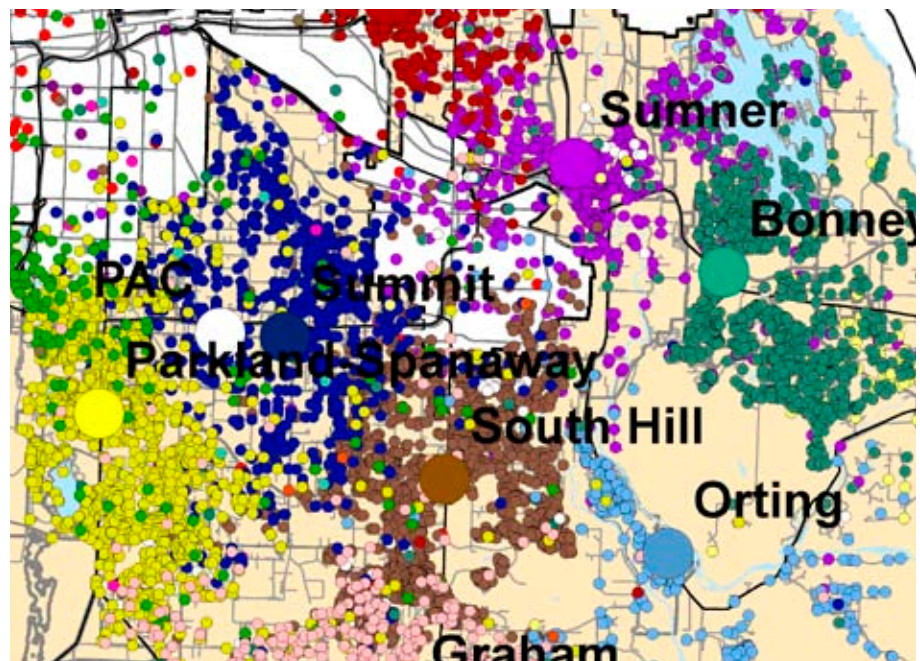 Sumner
Bonney
PAC
Summit
Parkland-Spanaway
South Hill
Orting
Graham